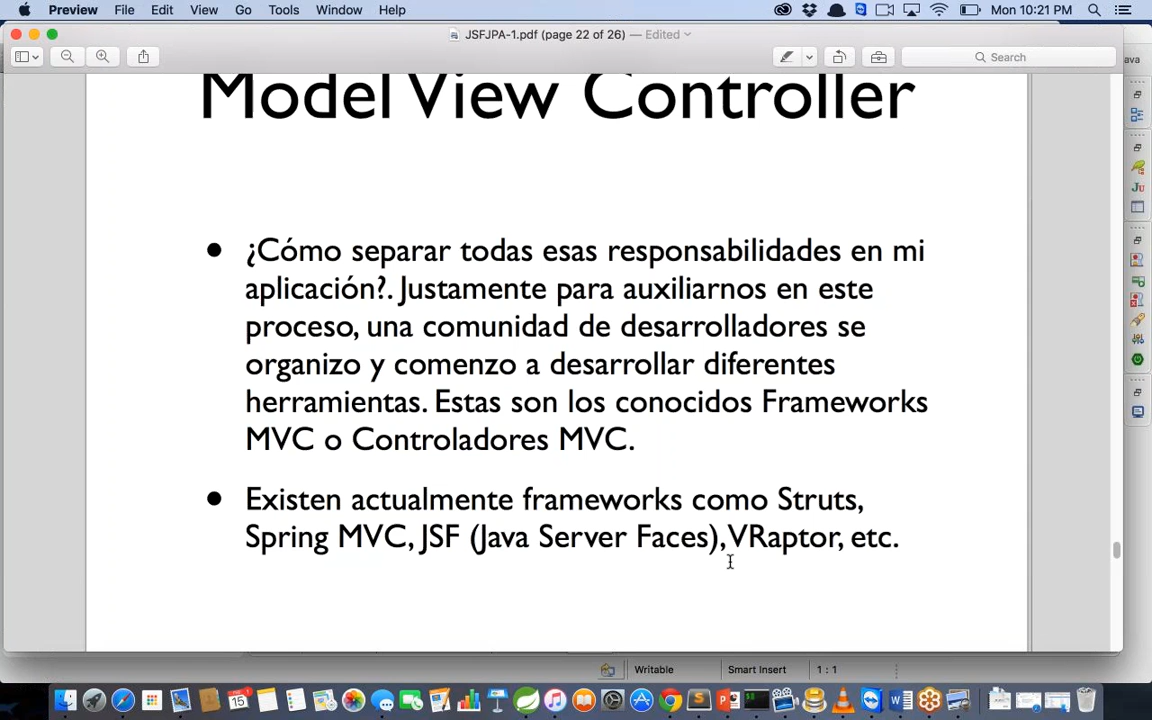 Preview File Edit View Go Tools Window Help Mon 10:21 PM
JSFJPA-1.pdf (page 22 of 26) — Edited
Search
ava
Model View Controller
• ¿Cómo separar todas esas responsabilidades en mi
aplicación?. Justamente para auxiliarnos en este
proceso, una comunidad de desarrolladores se
organizo y comenzo a desarrollar diferentes
herramientas. Estas son los conocidos Frameworks
MVC o Controladores MVC.
• Existen actualmente frameworks como Struts,
Spring MVC, JSF (Java Server Faces), VRaptor, etc.
Writable Smart Insert 1 : 1
15